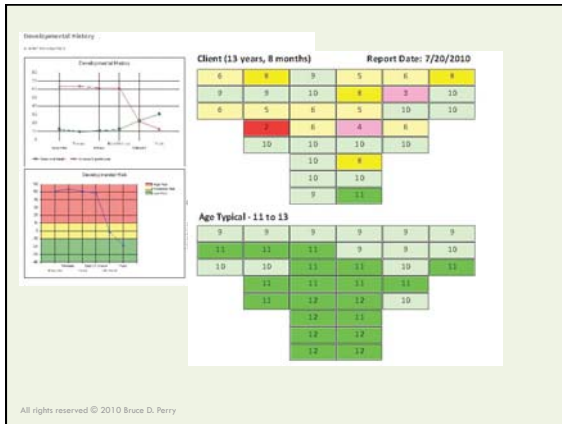 Developmental History
Developmental History
Developmental Risk
Client (13 years, 8 months) Report Date: 7/20/2010
6 8 9 5 6 8
9 9 10 8 3 10
6 5 6 5 10 10
2 6 4 6
10 10 10 10
10 8
10 10
9 11
Age Typical - 11 to 13
9 9 9 9 9 9
11 11 11 9 9 10
10 10 11 11 10 11
11 11 11 11
11 12 12 10
12 11
12 12
12 12
All rights reserved © 2010 Bruce D. Perry